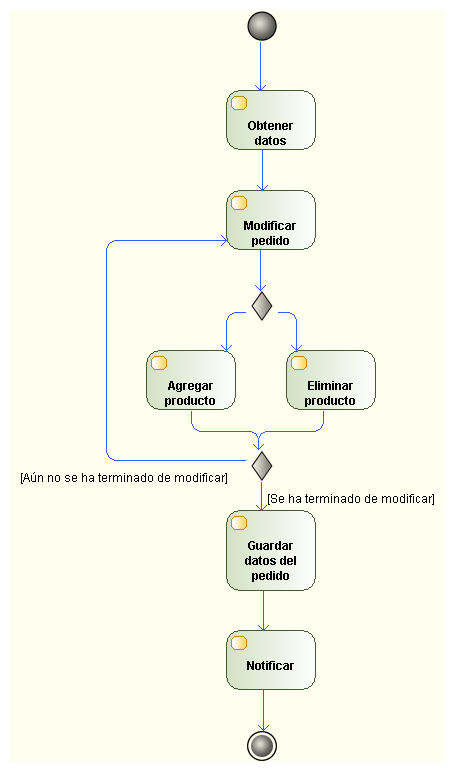 Obtener
datos
Modificar
pedido
Agregar
producto
Eliminar
producto
[Aún no se ha terminado de modificar]
[Se ha terminado de modificar]
Guardar
datos del
pedido
Notificar